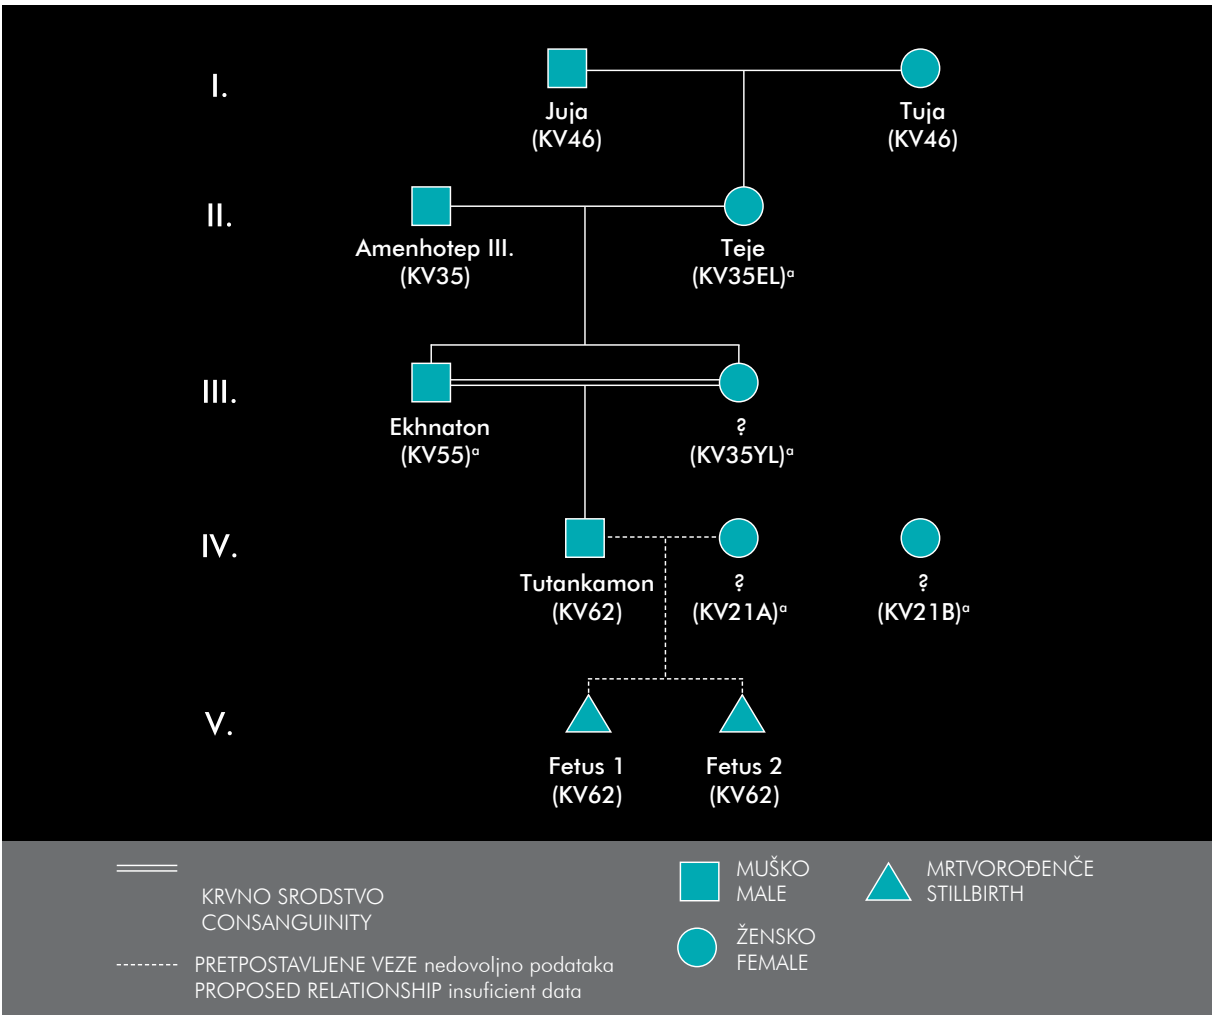 I.
Juja
(KV46)
Tuja
(KV46)
II.
Amenhotep III.
(KV35)
Teje
(KV35EL)ᵃ
III.
Ekhnaton
(KV55)ᵃ
?
(KV35YL)ᵃ
IV.
Tutankamon
(KV62)
?
(KV21A)ᵃ
?
(KV21B)ᵃ
V.
Fetus 1
(KV62)
Fetus 2
(KV62)
KRVNO SRODSTVO
CONSANGUINITY
PRETPOSTAVLJENE VEZE nedovoljno podataka
PROPOSED RELATIONSHIP insuficient data
MUŠKO
MALE
ŽENSKO
FEMALE
MRTVOROĐENČE
STILLBIRTH